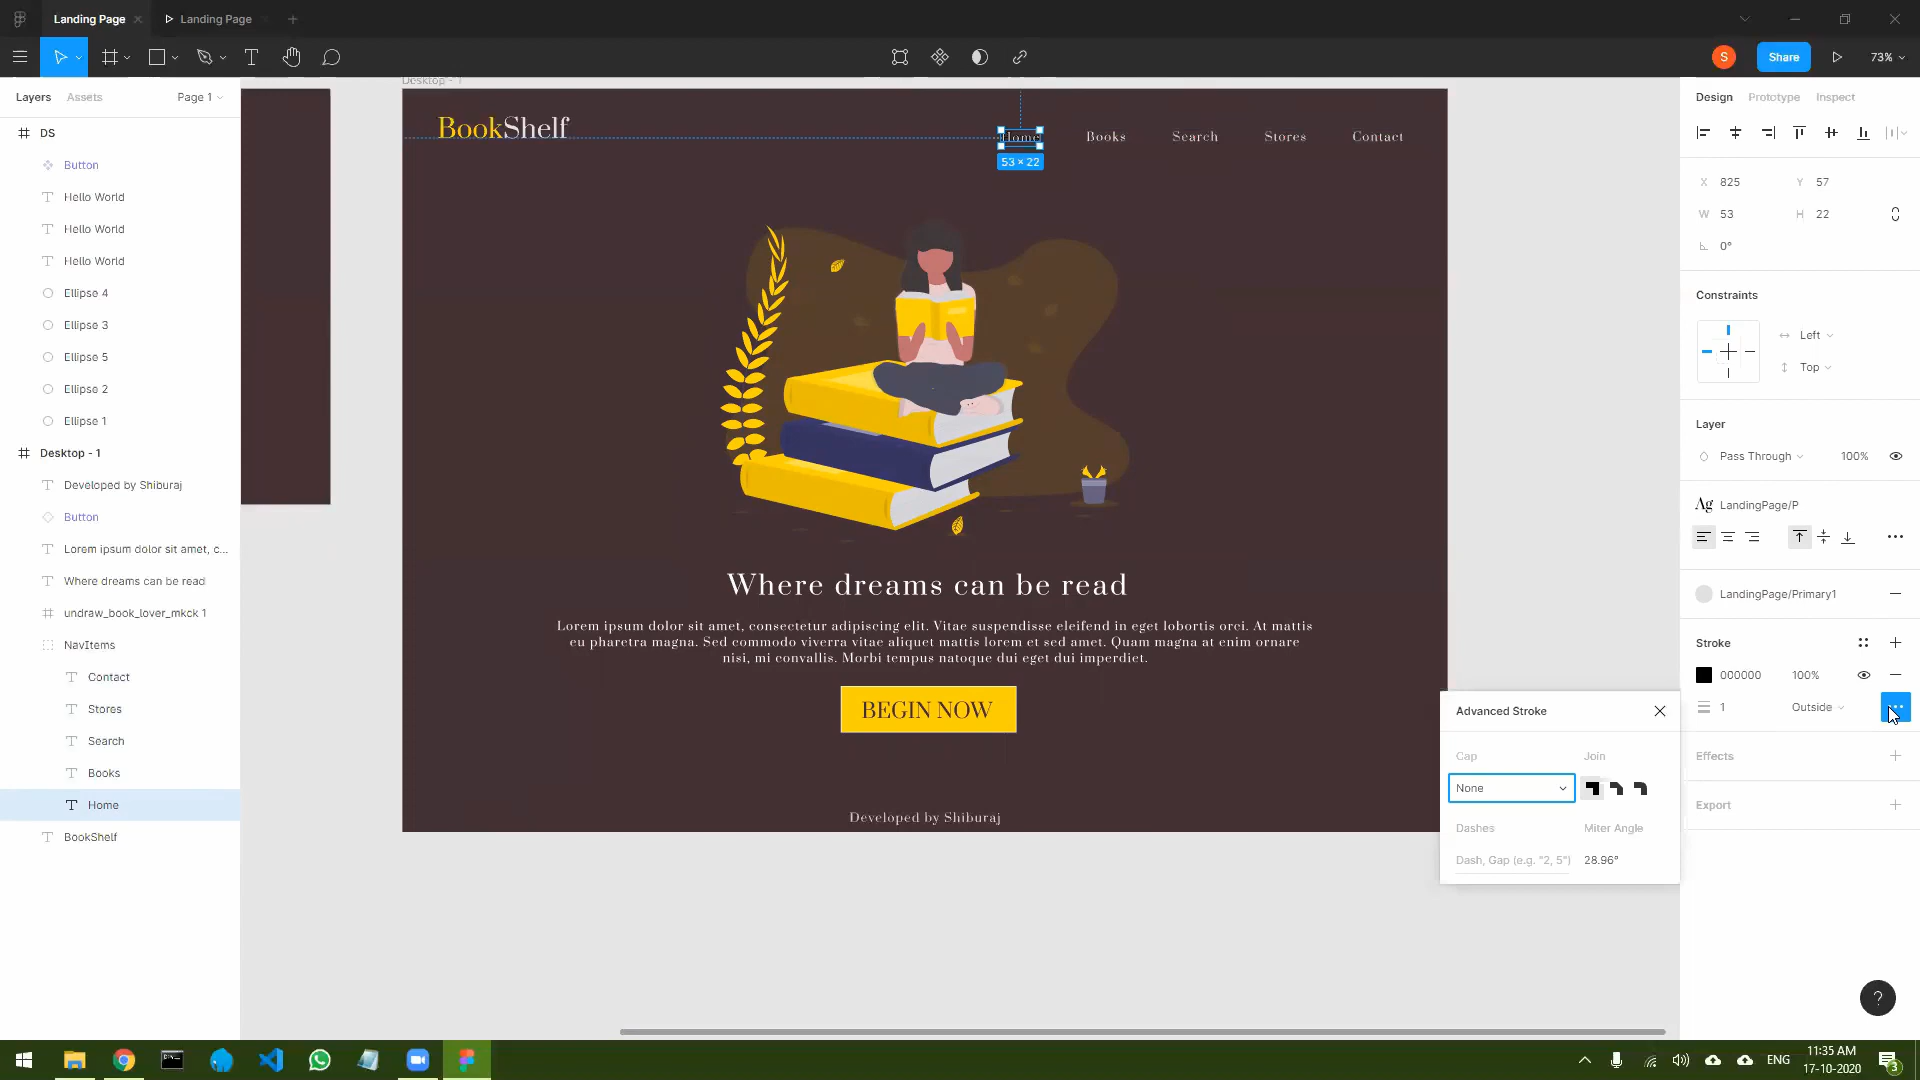 Landing Page
Landing Page
S
Share
73%
Layers
Assets
Page 1
DS
Button
Hello World
Hello World
Hello World
Ellipse 4
Ellipse 3
Ellipse 5
Ellipse 2
Ellipse 1
Desktop - 1
Developed by Shiburaj
Button
Lorem ipsum dolor sit amet, c...
Where dreams can be read
undraw_book_lover_mkck 1
NavItems
Contact
Stores
Search
Books
Home
BookShelf
Desktop - 1
BookShelf
Home
Books
Search
Stores
Contact
53 × 22
Where dreams can be read
Lorem ipsum dolor sit amet, consectetur adipiscing elit. Vitae suspendisse eleifend in eget lobortis orci. At mattis
eu pharetra magna. Sed commodo viverra vitae aliquet mattis lorem et sed amet. Quam magna at enim ornare
nisi, mi convallis. Morbi tempus natoque dui eget dui imperdiet.
BEGIN NOW
Developed by Shiburaj
Advanced Stroke
Cap
Join
None
Dashes
Miter Angle
Dash, Gap (e.g. "2, 5")
28.96°
Design
Prototype
Inspect
X 825
Y 57
W 53
H 22
0°
Constraints
Left
Top
Layer
Pass Through
100%
Ag LandingPage/P
LandingPage/Primary1
Stroke
000000
100%
1
Outside
Effects
Export
?
ENG
11:35 AM
17-10-2020
3